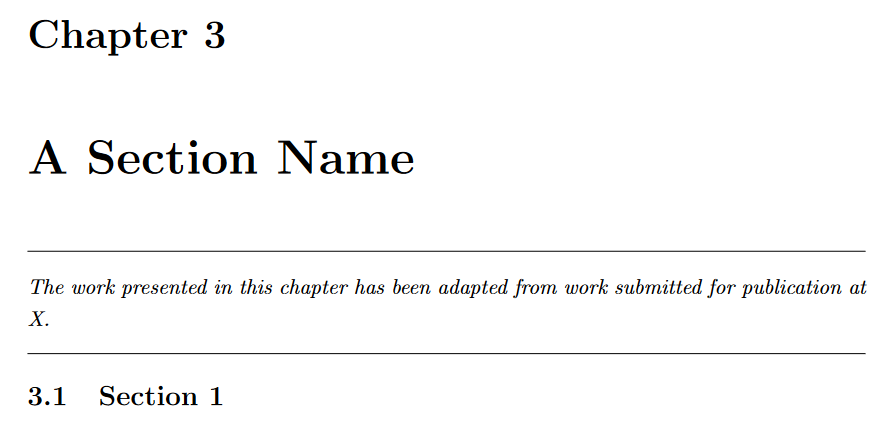 Chapter 3
A Section Name
The work presented in this chapter has been adapted from work submitted for publication at
X.
3.1 Section 1